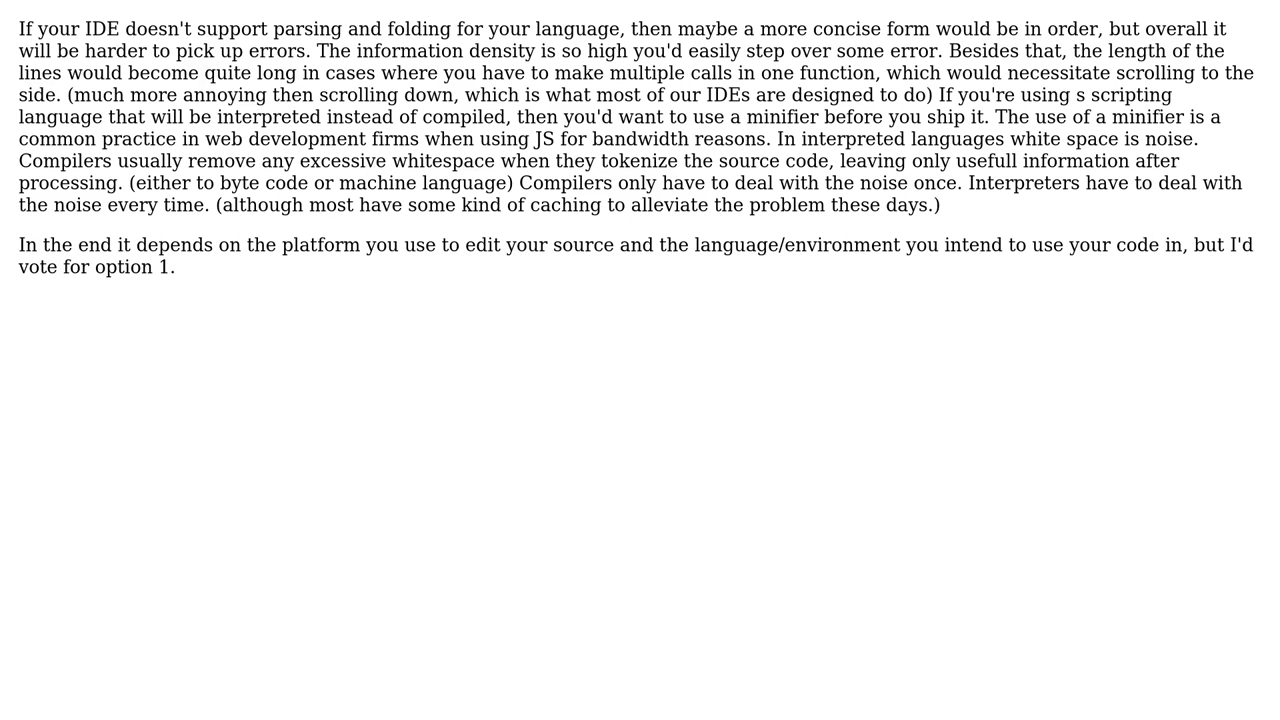 If your IDE doesn't support parsing and folding for your language, then maybe a more concise form would be in order, but overall it
will be harder to pick up errors. The information density is so high you'd easily step over some error. Besides that, the length of the
lines would become quite long in cases where you have to make multiple calls in one function, which would necessitate scrolling to the
side. (much more annoying then scrolling down, which is what most of our IDEs are designed to do) If you're using s scripting
language that will be interpreted instead of compiled, then you'd want to use a minifier before you ship it. The use of a minifier is a
common practice in web development firms when using JS for bandwidth reasons. In interpreted languages white space is noise.
Compilers usually remove any excessive whitespace when they tokenize the source code, leaving only usefull information after
processing. (either to byte code or machine language) Compilers only have to deal with the noise once. Interpreters have to deal with
the noise every time. (although most have some kind of caching to alleviate the problem these days.)
In the end it depends on the platform you use to edit your source and the language/environment you intend to use your code in, but I'd
vote for option 1.